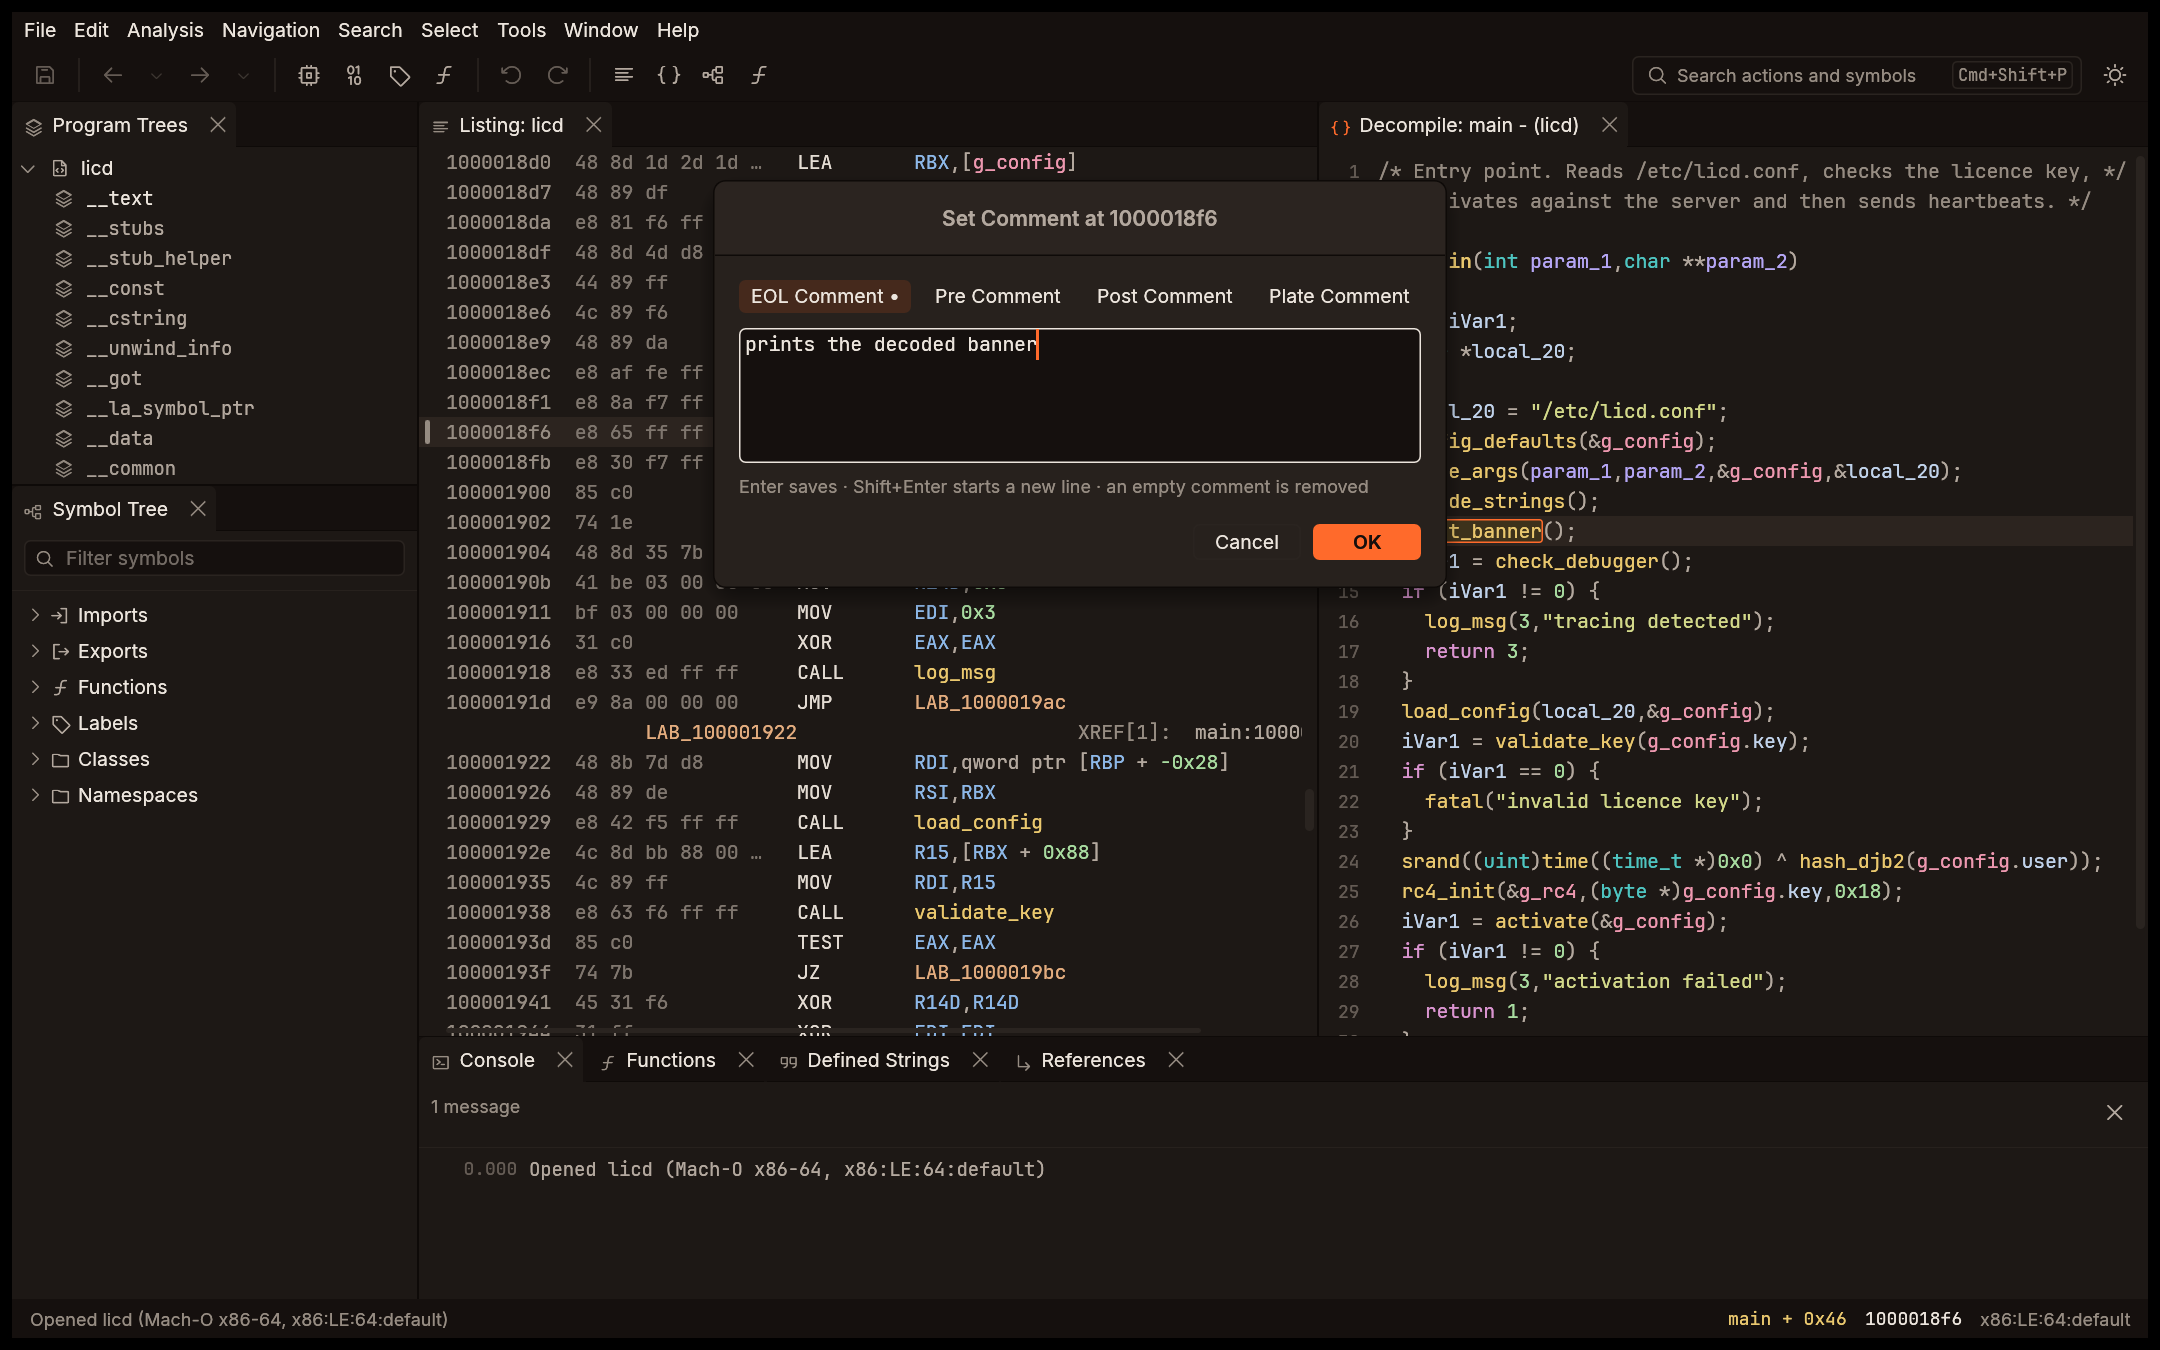 File Edit Analysis Navigation Search Select Tools Window Help
Search actions and symbols Cmd+Shift+P
Program Trees
licd
__text
__stubs
__stub_helper
__const
__cstring
__unwind_info
__got
__la_symbol_ptr
__data
__common
Symbol Tree
Filter symbols
Imports
Exports
Functions
Labels
Classes
Namespaces
Listing: licd
1000018d0 48 8d 1d 2d 1d … LEA RBX,[g_config]
1000018d7 48 89 df
1000018da e8 81 f6 ff
1000018df 48 8d 4d d8
1000018e3 44 89 ff
1000018e6 4c 89 f6
1000018e9 48 89 da
1000018ec e8 af fe ff
1000018f1 e8 8a f7 ff
1000018f6 e8 65 ff ff
1000018fb e8 30 f7 ff
100001900 85 c0
100001902 74 1e
100001904 48 8d 35 7b
10000190b 41 be 03 00
100001911 bf 03 00 00 00 MOV EDI,0x3
100001916 31 c0 XOR EAX,EAX
100001918 e8 33 ed ff ff CALL log_msg
10000191d e9 8a 00 00 00 JMP LAB_1000019ac
LAB_100001922 XREF[1]: main:1000
100001922 48 8b 7d d8 MOV RDI,qword ptr [RBP + -0x28]
100001926 48 89 de MOV RSI,RBX
100001929 e8 42 f5 ff ff CALL load_config
10000192e 4c 8d bb 88 00 … LEA R15,[RBX + 0x88]
100001935 4c 89 ff MOV RDI,R15
100001938 e8 63 f6 ff ff CALL validate_key
10000193d 85 c0 TEST EAX,EAX
10000193f 74 7b JZ LAB_1000019bc
100001941 45 31 f6 XOR R14D,R14D
Set Comment at 1000018f6
EOL Comment • Pre Comment Post Comment Plate Comment
prints the decoded banner
Enter saves · Shift+Enter starts a new line · an empty comment is removed
Cancel OK
Decompile: main - (licd)
1 /* Entry point. Reads /etc/licd.conf, checks the licence key, */
ivates against the server and then sends heartbeats. */
in(int param_1,char **param_2)
iVar1;
*local_20;
l_20 = "/etc/licd.conf";
ig_defaults(&g_config);
e_args(param_1,param_2,&g_config,&local_20);
de_strings();
t_banner();
1 = check_debugger();
15 if (iVar1 != 0) {
16 log_msg(3,"tracing detected");
17 return 3;
18 }
19 load_config(local_20,&g_config);
20 iVar1 = validate_key(g_config.key);
21 if (iVar1 == 0) {
22 fatal("invalid licence key");
23 }
24 srand((uint)time((time_t *)0x0) ^ hash_djb2(g_config.user));
25 rc4_init(&g_rc4,(byte *)g_config.key,0x18);
26 iVar1 = activate(&g_config);
27 if (iVar1 != 0) {
28 log_msg(3,"activation failed");
29 return 1;
Console Functions Defined Strings References
1 message
0.000 Opened licd (Mach-O x86-64, x86:LE:64:default)
Opened licd (Mach-O x86-64, x86:LE:64:default) main + 0x46 1000018f6 x86:LE:64:default